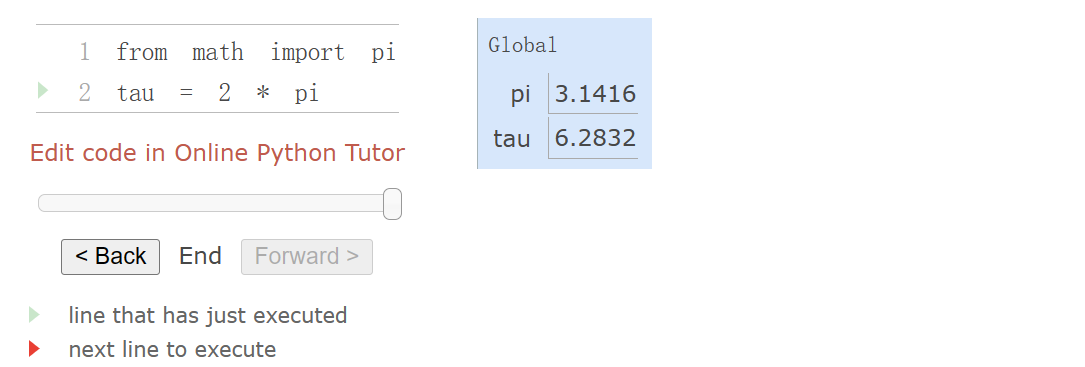 1 from math import pi
2 tau = 2 * pi
Edit code in Online Python Tutor
< Back End Forward >
line that has just executed
next line to execute
Global
pi 3.1416
tau 6.2832